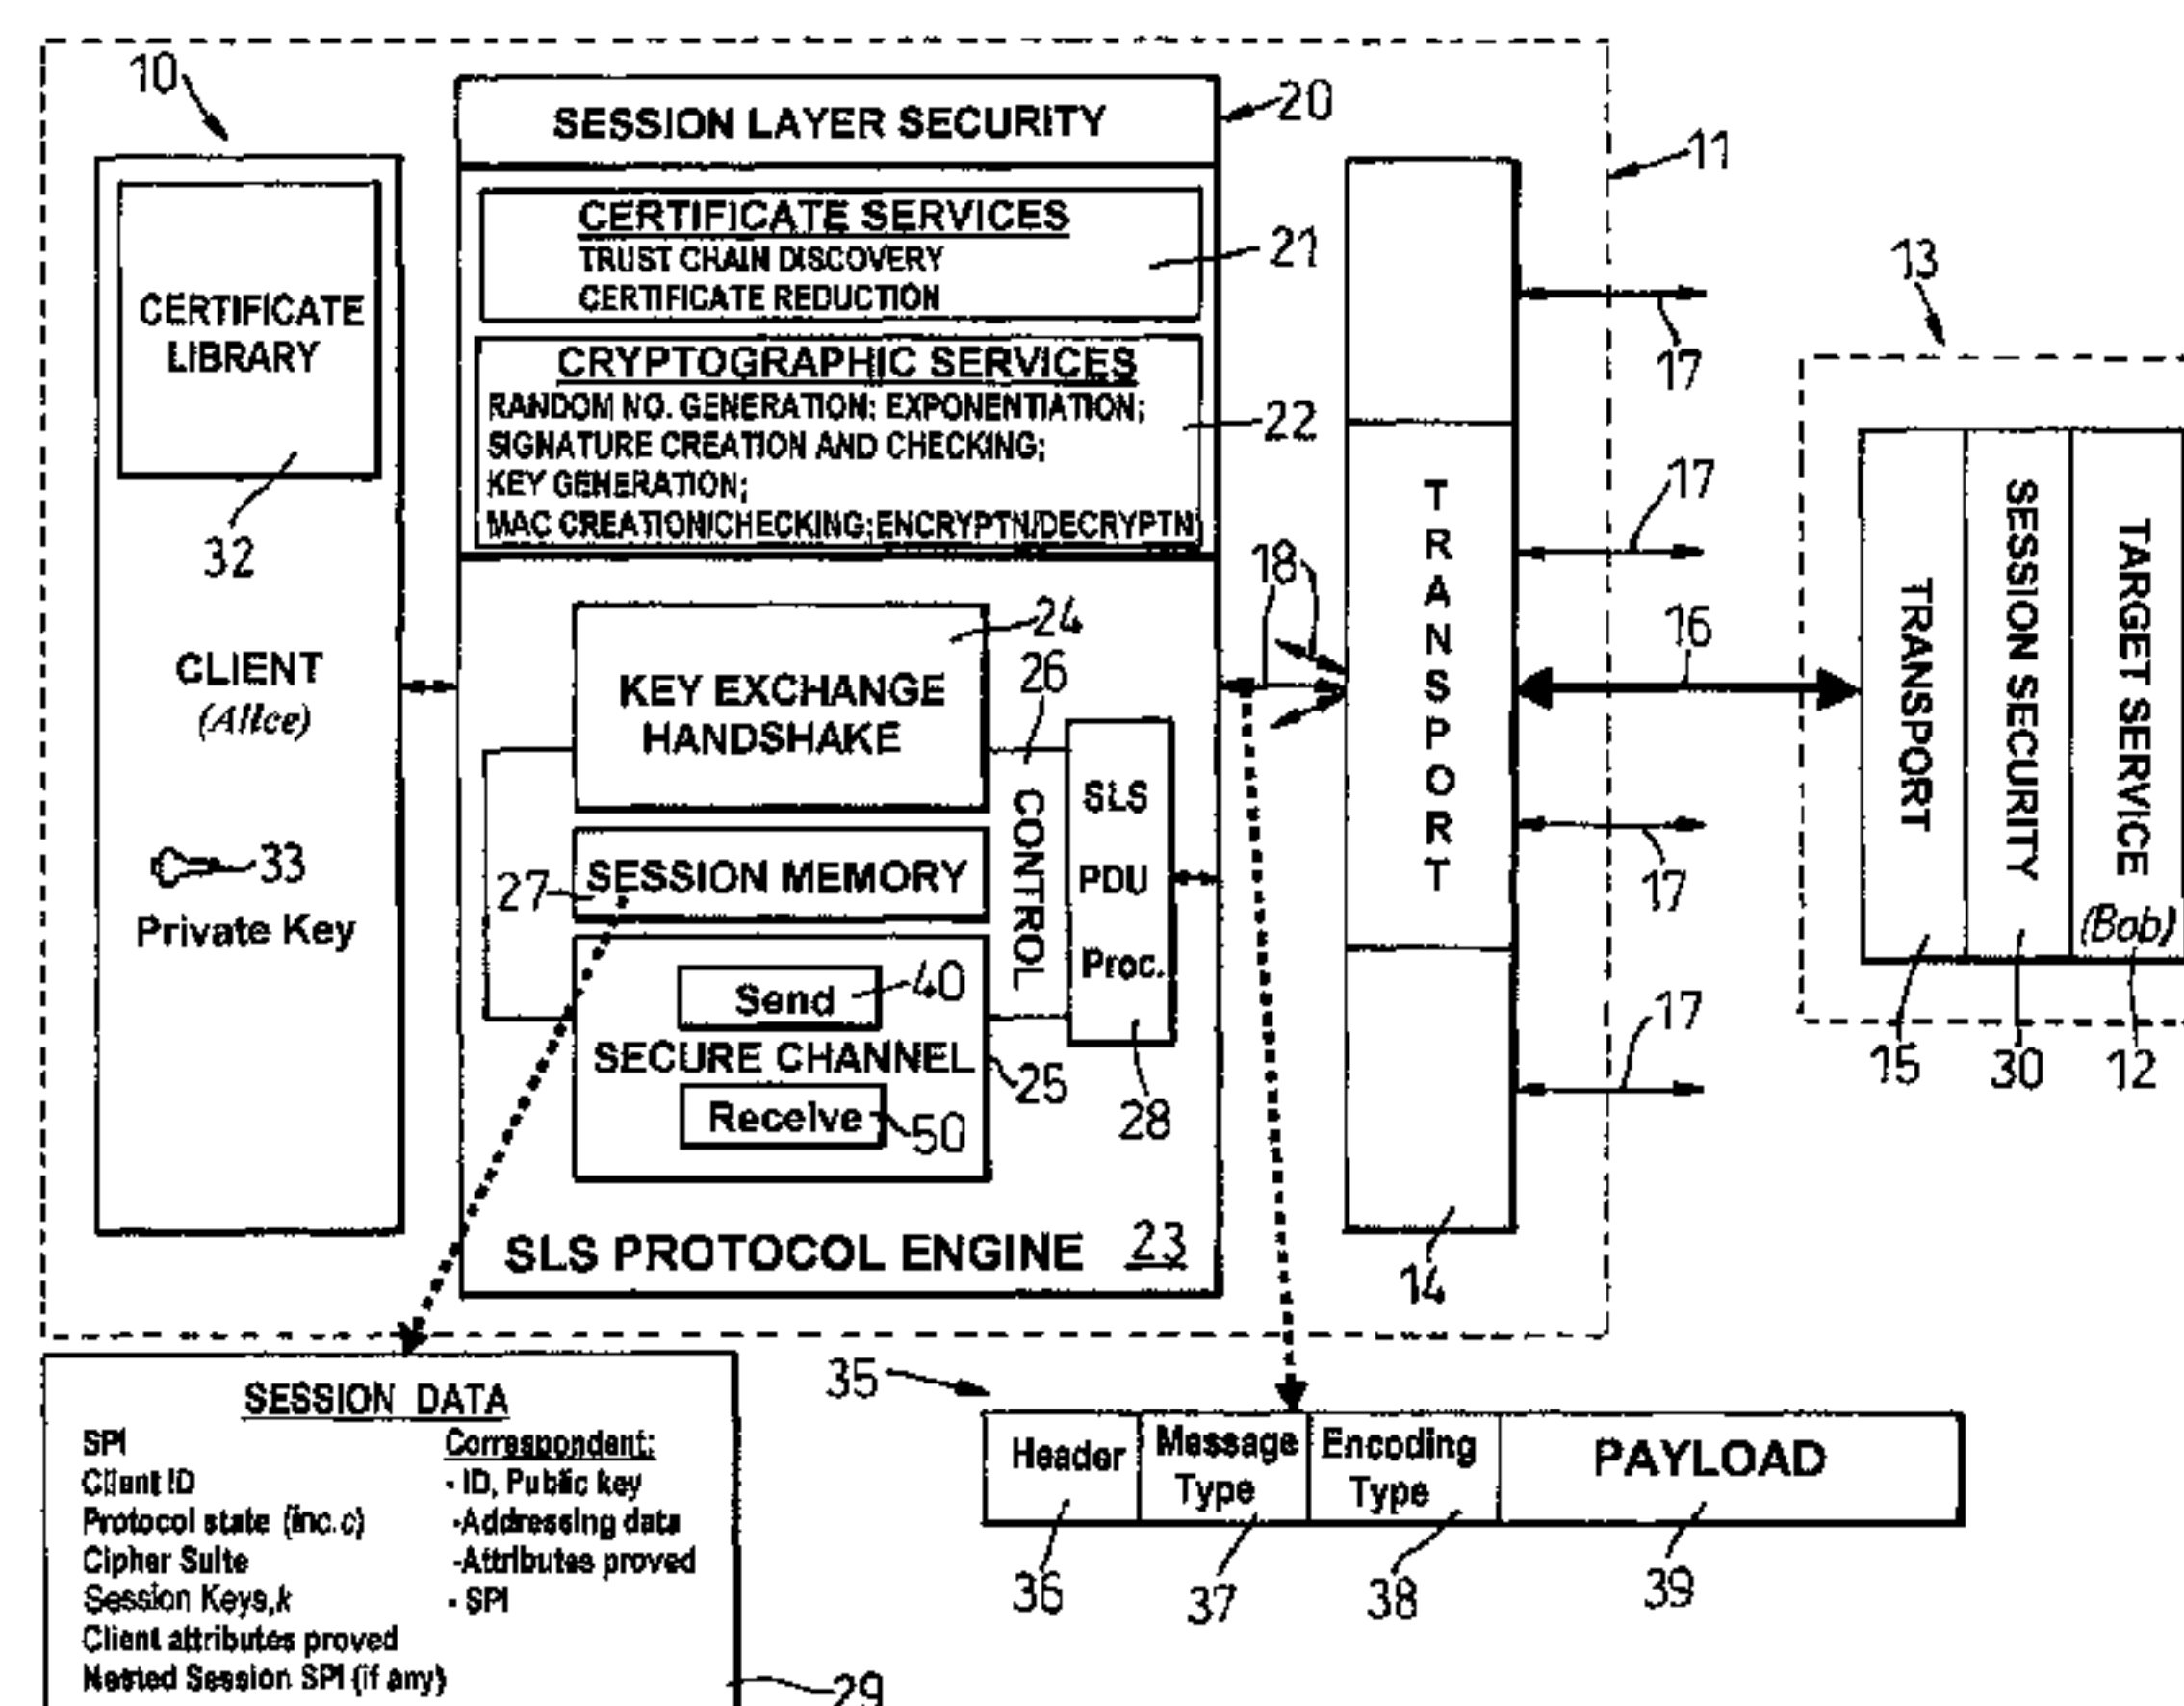 10
SESSION LAYER SECURITY
20
11
CERTIFICATE SERVICES
TRUST CHAIN DISCOVERY
CERTIFICATE REDUCTION
21
CERTIFICATE
LIBRARY
32
CRYPTOGRAPHIC SERVICES
RANDOM NO. GENERATION; EXPONENTIATION;
SIGNATURE CREATION AND CHECKING;
KEY GENERATION;
MAC CREATION/CHECKING;ENCRYPTN/DECRYPTN
22
CLIENT
(Alice)
33
Private Key
KEY EXCHANGE
HANDSHAKE
24
26
CONTROL
SESSION MEMORY
27
Send
40
SECURE CHANNEL
25
Receive
50
SLS
PDU
Proc.
28
SLS PROTOCOL ENGINE 23
18
TRANSPORT
14
17
17
16
17
17
13
TRANSPORT
SESSION SECURITY
TARGET SERVICE
(Bob)
15
30
12
SESSION DATA
SPI
Client ID
Protocol state (inc.c)
Cipher Suite
Session Keys,k
Client attributes proved
Nested Session SPI (if any)
Correspondent:
- ID, Public key
-Addressing data
-Attributes proved
- SPI
29
35
Header
Message
Type
Encoding
Type
PAYLOAD
36
37
38
39